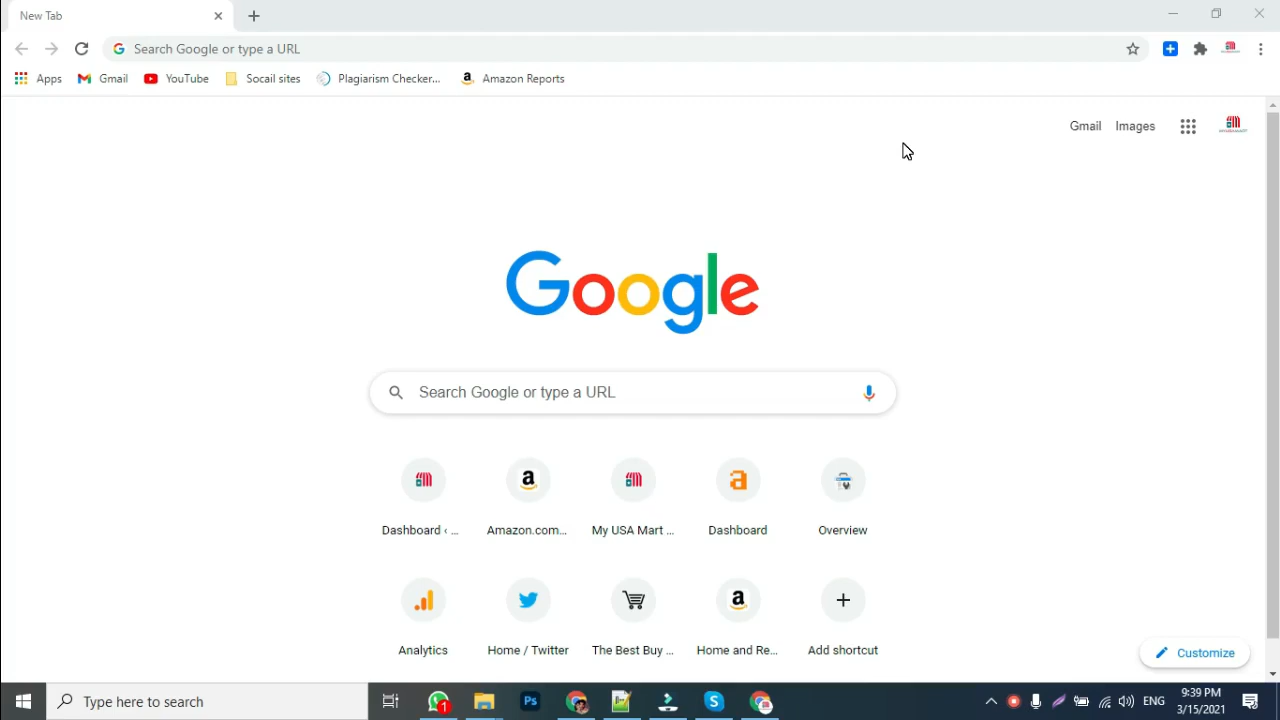 New Tab
Search Google or type a URL
Apps Gmail YouTube Socail sites Plagiarism Checker... Amazon Reports
Gmail Images
Google
Search Google or type a URL
Dashboard ‹ ... Amazon.com... My USA Mart ... Dashboard Overview
Analytics Home / Twitter The Best Buy ... Home and Re... Add shortcut
Customize
Type here to search
1
Ps
ENG
9:39 PM
3/15/2021